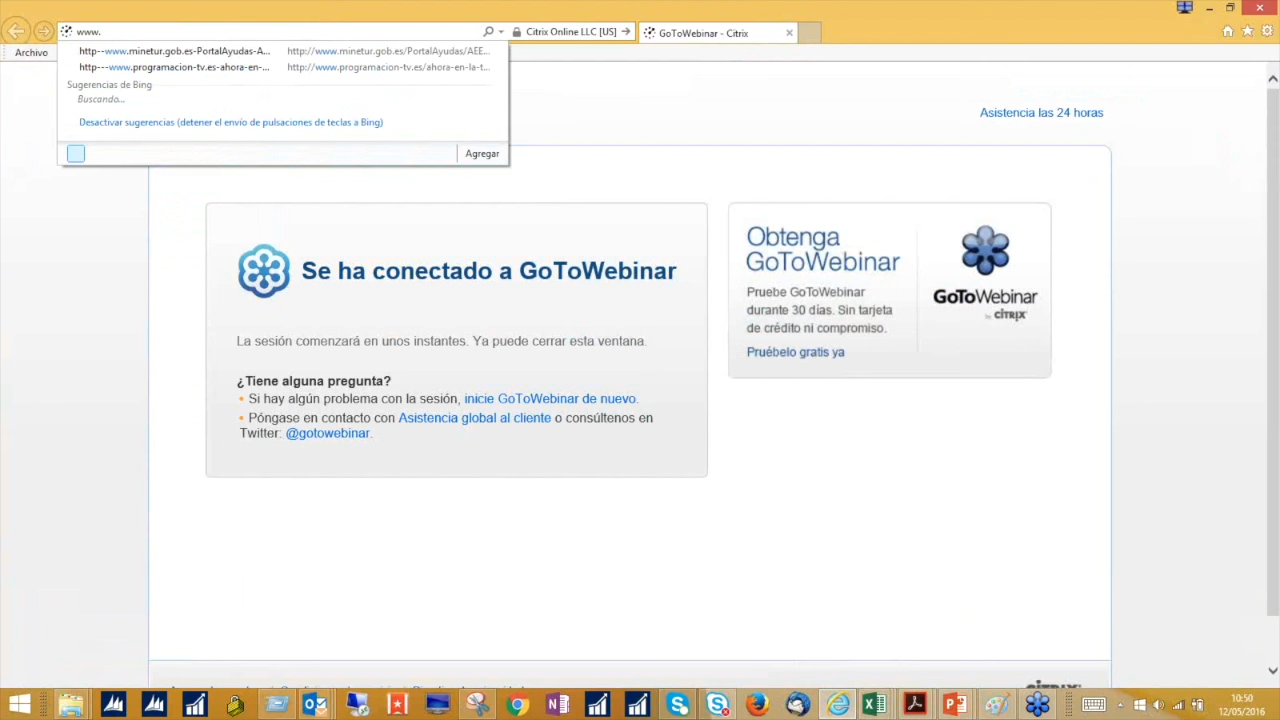 www.
Citrix Online LLC [US]
GoToWebinar - Citrix
Archivo
http--www.minetur.gob.es-PortalAyudas-A... http://www.minetur.gob.es/PortalAyudas/AEE...
http---www.programacion-tv.es-ahora-en-... http://www.programacion-tv.es/ahora-en-la-t...
Sugerencias de Bing
Buscando...
Desactivar sugerencias (detener el envío de pulsaciones de teclas a Bing)
Agregar
Asistencia las 24 horas
Se ha conectado a GoToWebinar
La sesión comenzará en unos instantes. Ya puede cerrar esta ventana.
¿Tiene alguna pregunta?
• Si hay algún problema con la sesión, inicie GoToWebinar de nuevo.
• Póngase en contacto con Asistencia global al cliente o consúltenos en
Twitter: @gotowebinar.
Obtenga
GoToWebinar
Pruebe GoToWebinar
durante 30 días. Sin tarjeta
de crédito ni compromiso.
Pruébelo gratis ya
GoToWebinar
by CITRIX
10:50
12/05/2016